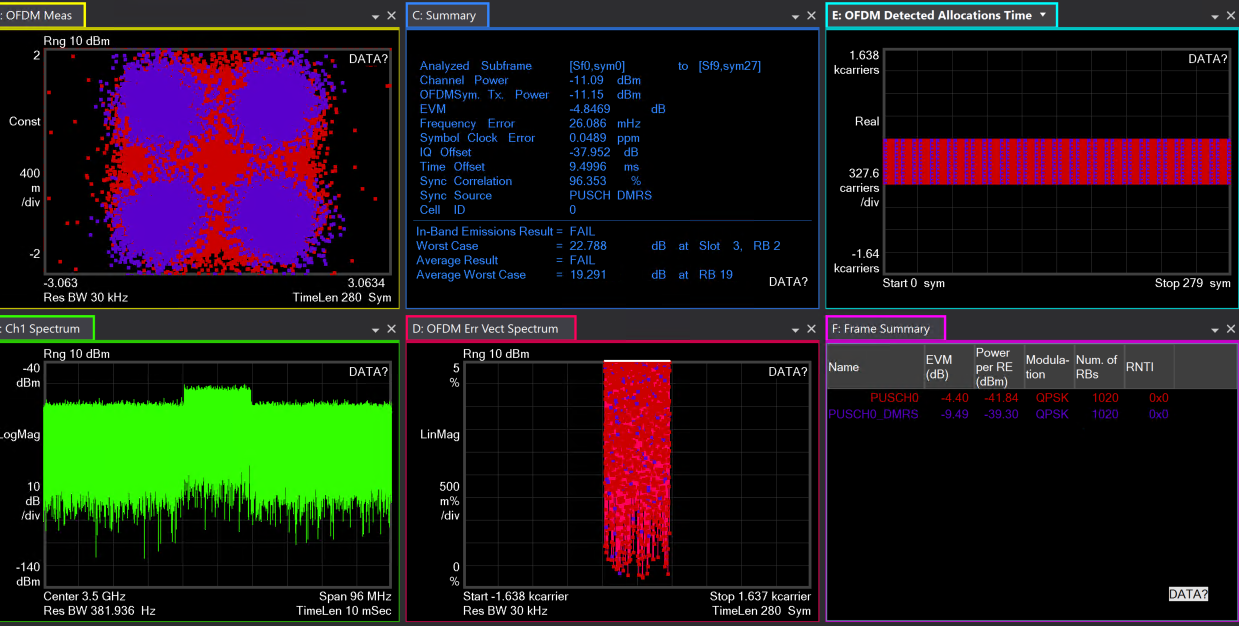 : OFDM Meas
Rng 10 dBm
2
DATA?
Const
400
m
/div
-2
-3.063
3.0634
Res BW 30 kHz
TimeLen 280 Sym
C: Summary
Analyzed Subframe [Sf0,sym0] to [Sf9,sym27]
Channel Power -11.09 dBm
OFDMSym. Tx. Power -11.15 dBm
EVM -4.8469 dB
Frequency Error 26.086 mHz
Symbol Clock Error 0.0489 ppm
IQ Offset -37.952 dB
Time Offset 9.4996 ms
Sync Correlation 96.353 %
Sync Source PUSCH DMRS
Cell ID 0
In-Band Emissions Result = FAIL
Worst Case = 22.788 dB at Slot 3, RB 2
Average Result = FAIL
Average Worst Case = 19.291 dB at RB 19
DATA?
E: OFDM Detected Allocations Time
1.638
kcarriers
DATA?
Real
327.6
carriers
/div
-1.64
kcarriers
Start 0 sym
Stop 279 sym
: Ch1 Spectrum
Rng 10 dBm
-40
dBm
DATA?
LogMag
10
dB
/div
-140
dBm
Center 3.5 GHz
Span 96 MHz
Res BW 381.936 Hz
TimeLen 10 mSec
D: OFDM Err Vect Spectrum
Rng 10 dBm
5
%
DATA?
LinMag
500
m%
/div
0
%
Start -1.638 kcarrier
Stop 1.637 kcarrier
Res BW 30 kHz
TimeLen 280 Sym
F: Frame Summary
Name EVM (dB) Power per RE (dBm) Modula-tion Num. of RBs RNTI
PUSCH0 -4.40 -41.84 QPSK 1020 0x0
PUSCH0_DMRS -9.49 -39.30 QPSK 1020 0x0
DATA?